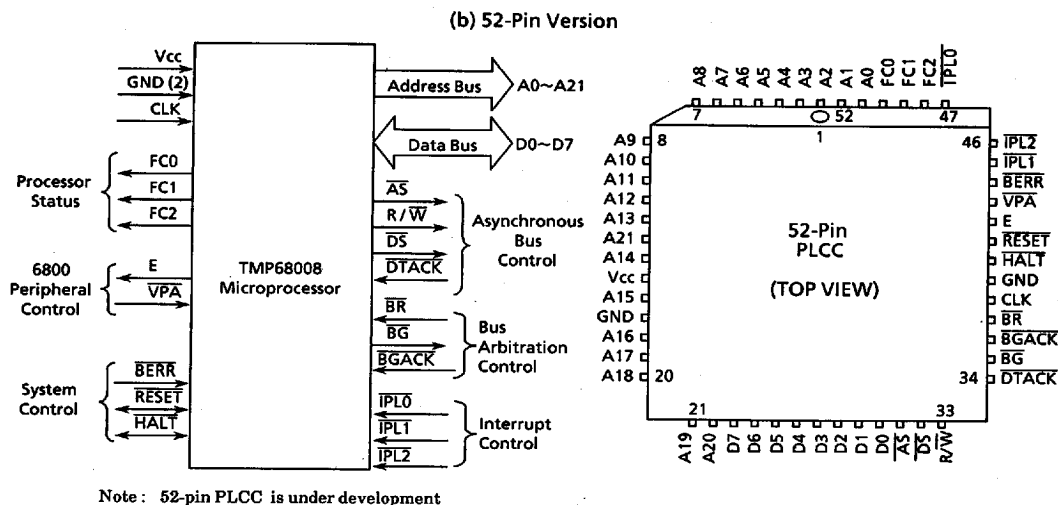 (b) 52-Pin Version
Vcc
GND (2)
CLK
Processor
Status
FC0
FC1
FC2
6800
Peripheral
Control
E
VPA
System
Control
BERR
RESET
HALT
TMP68008
Microprocessor
Address Bus
A0~A21
Data Bus
D0~D7
AS
R / W
DS
DTACK
Asynchronous
Bus
Control
BR
BG
BGACK
Bus
Arbitration
Control
IPL0
IPL1
IPL2
Interrupt
Control
Note : 52-pin PLCC is under development
A8 A7 A6 A5 A4 A3 A2 A1 A0 FC0 FC1 FC2 IPL0
7 52 47
1
8 46
A9
A10
A11
A12
A13
A21
A14
Vcc
A15
GND
A16
A17
A18
52-Pin
PLCC
(TOP VIEW)
IPL2
IPL1
BERR
VPA
E
RESET
HALT
GND
CLK
BR
BGACK
BG
DTACK
20 34
21 33
A19 A20 D7 D6 D5 D4 D3 D2 D1 D0 AS DS R/W